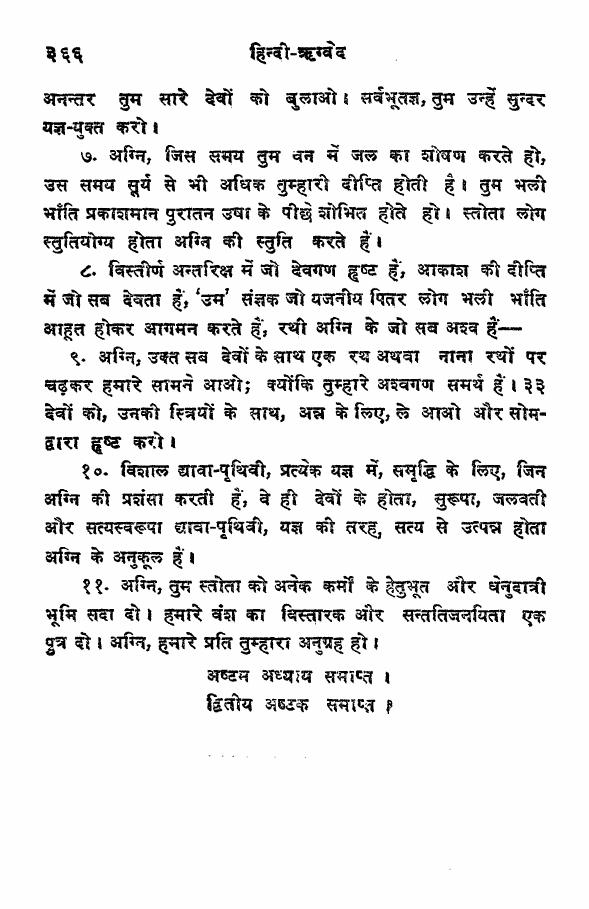 ३६६ हिन्दी-ऋग्वेद
अनन्तर तुम सारे देवों को बुलाओ। सर्वभूतज्ञ, तुम उन्हें सुन्दर
यज्ञ-युक्त करो।
७. अग्नि, जिस समय तुम वन में जल का शोषण करते हो,
उस समय सूर्य से भी अधिक तुम्हारी दीप्ति होती है। तुम भली
भाँति प्रकाशमान पुरातन उषा के पीछे शोभित होते हो। स्तोता लोग
स्तुतियोग्य होता अग्नि की स्तुति करते हैं।
८. विस्तीर्ण अन्तरिक्ष में जो देवगण हृष्ट हैं, आकाश की दीप्ति
में जो सब देवता हैं, ‘उम’ संज्ञक जो यजनीय पितर लोग भली भाँति
आहूत होकर आगमन करते हैं, रथी अग्नि के जो सब अश्व हैं—
९. अग्नि, उक्त सब देवों के साथ एक रथ अथवा नाना रथों पर
चढ़कर हमारे सामने आओ; क्योंकि तुम्हारे अश्वगण समर्थ हैं। ३३
देवों को, उनकी स्त्रियों के साथ, अन्न के लिए, ले आओ और सोम-
द्वारा हृष्ट करो।
१०. विशाल द्यावा-पृथिवी, प्रत्येक यज्ञ में, समृद्धि के लिए, जिन
अग्नि की प्रशंसा करती हैं, वे ही देवों के होता, सुरूपा, जलवती
और सत्यस्वरूपा द्यावा-पृथिवी, यज्ञ की तरह, सत्य से उत्पन्न होता
अग्नि के अनुकूल हैं।
११. अग्नि, तुम स्तोता को अनेक कर्मों के हेतुभूत और धेनुदात्री
भूमि सदा दो। हमारे वंश का विस्तारक और सन्ततिजनयिता एक
पुत्र दो। अग्नि, हमारे प्रति तुम्हारा अनुग्रह हो।
अष्टम अध्याय समाप्त।
द्वितीय अष्टक समाप्त।